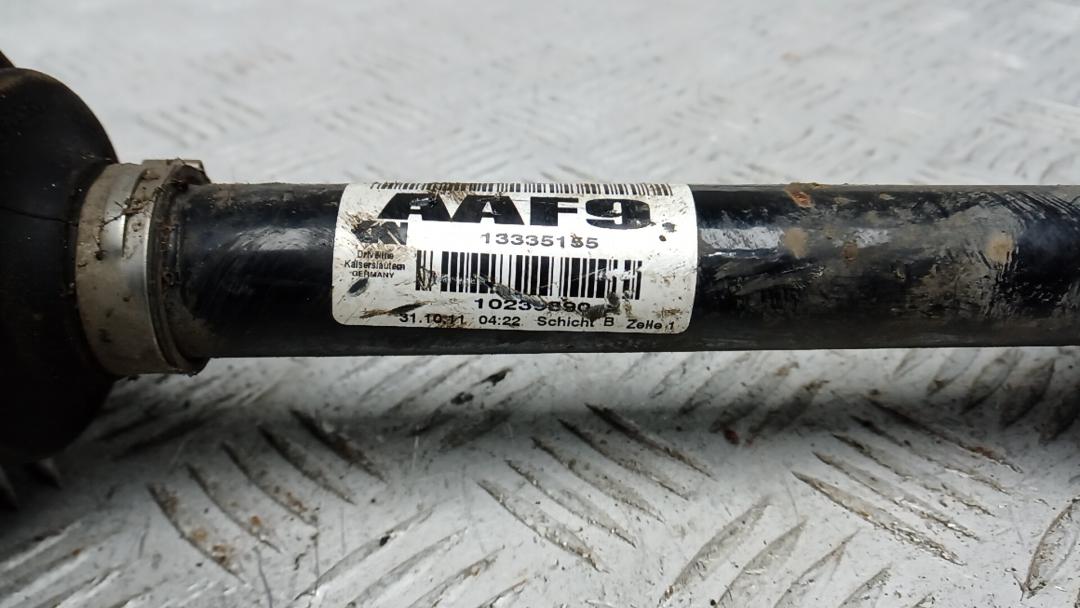 AAF9
13335155
Driveline
Kaiserslautern
GERMANY
31.10.11 04:22 Schicht B Zelle 1